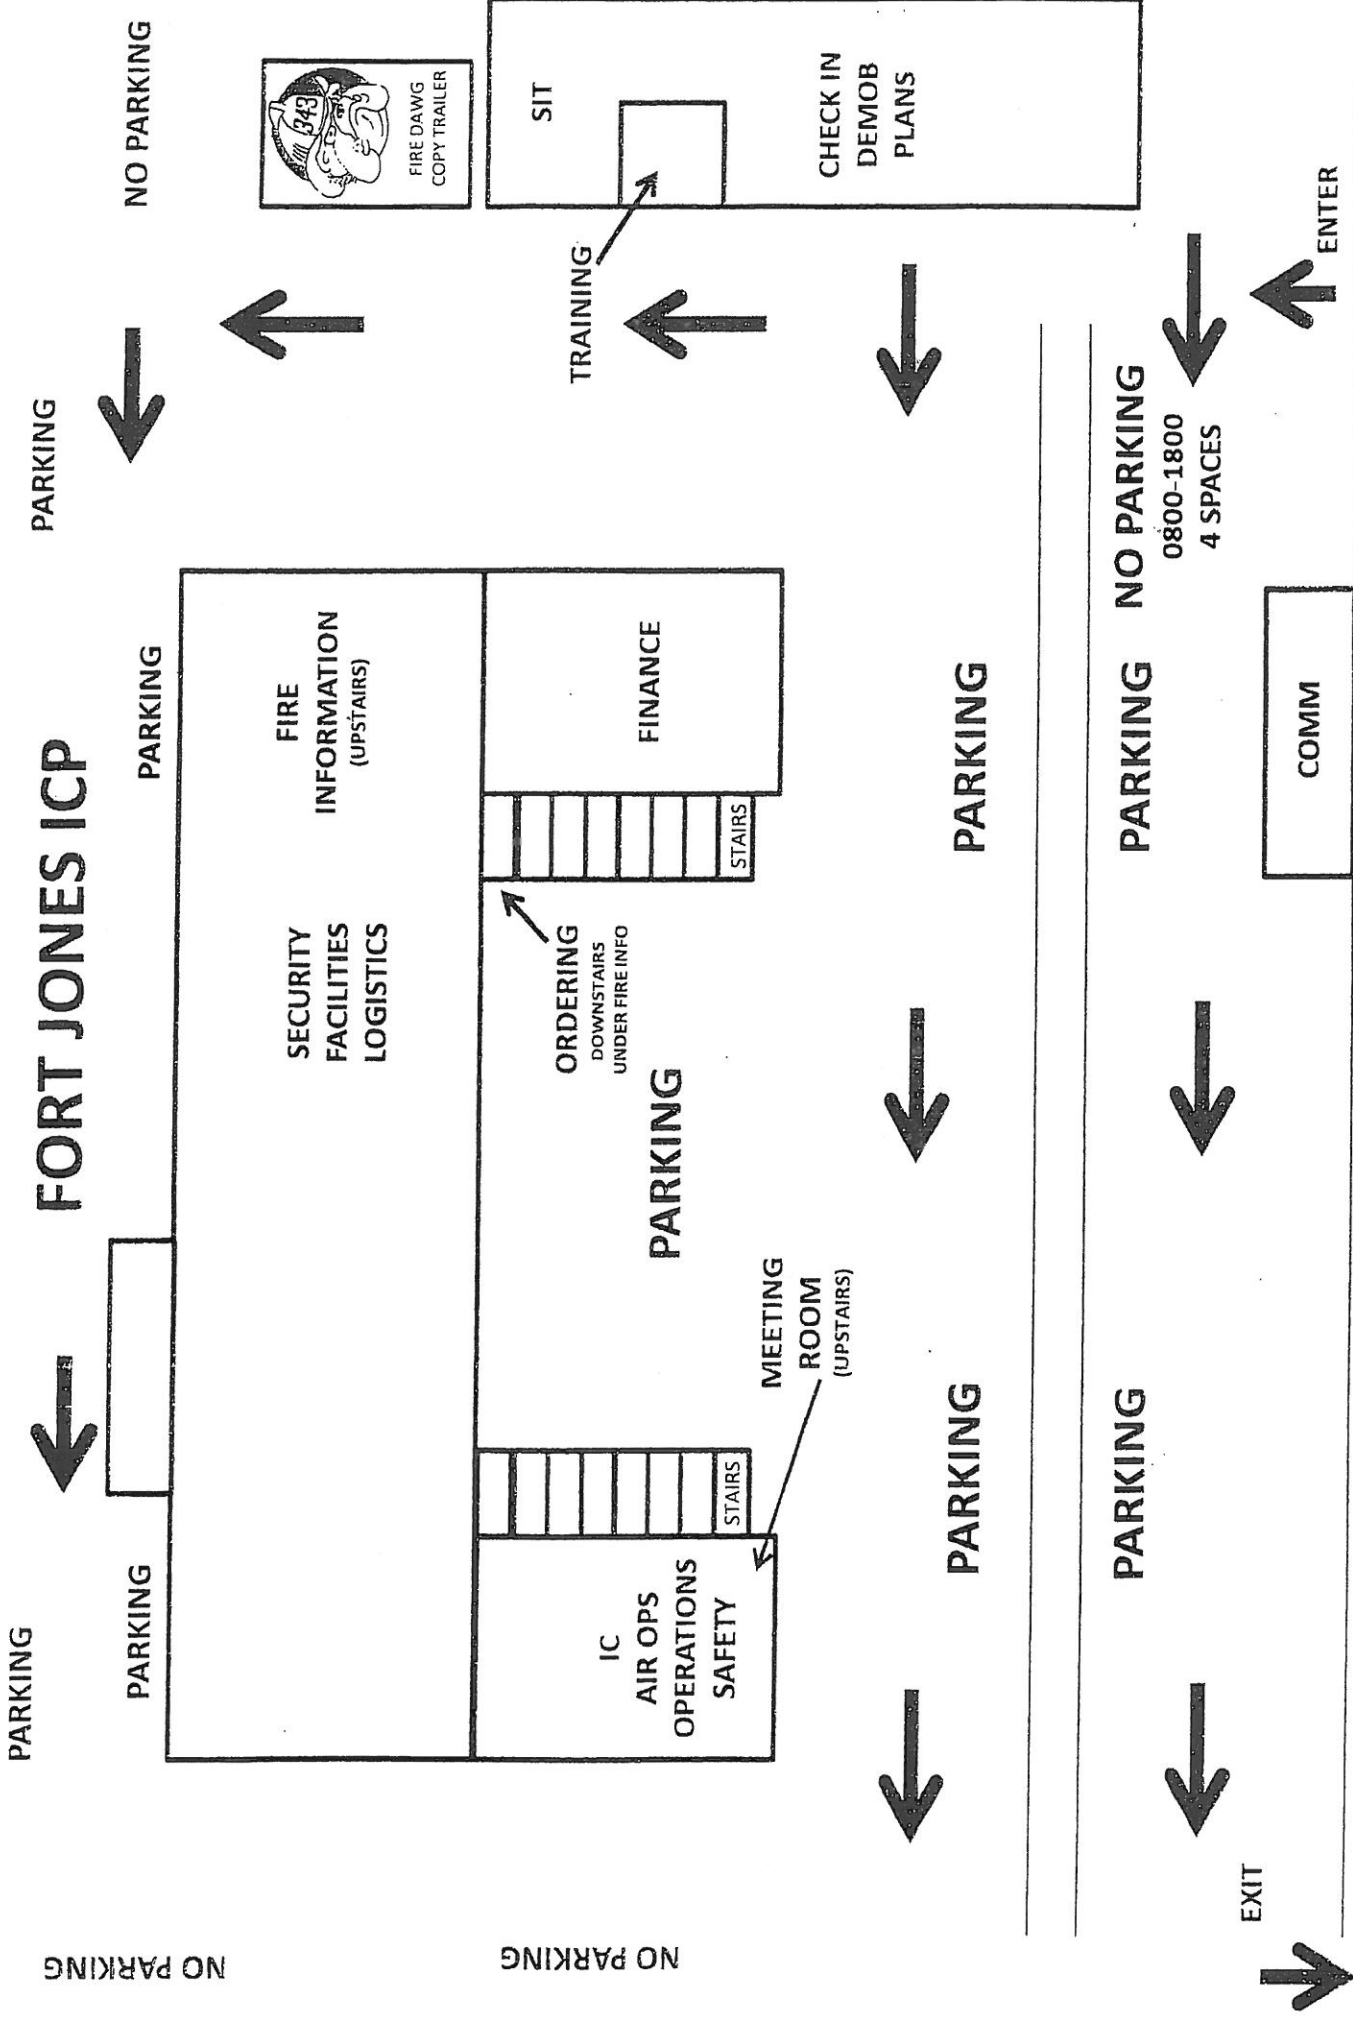 FORT JONES ICP
PARKING
PARKING
NO PARKING
NO PARKING
PARKING
PARKING
343
FIRE DAWG
COPY TRAILER
SECURITY
FACILITIES
LOGISTICS
FIRE
INFORMATION
(UPSTAIRS)
SIT
TRAINING
CHECK IN
DEMOB
PLANS
NO PARKING
IC
AIR OPS
OPERATIONS
SAFETY
STAIRS
MEETING
ROOM
(UPSTAIRS)
PARKING
ORDERING
DOWNSTAIRS
UNDER FIRE INFO
STAIRS
FINANCE
PARKING
PARKING
PARKING
PARKING
NO PARKING
0800-1800
4 SPACES
EXIT
COMM
ENTER